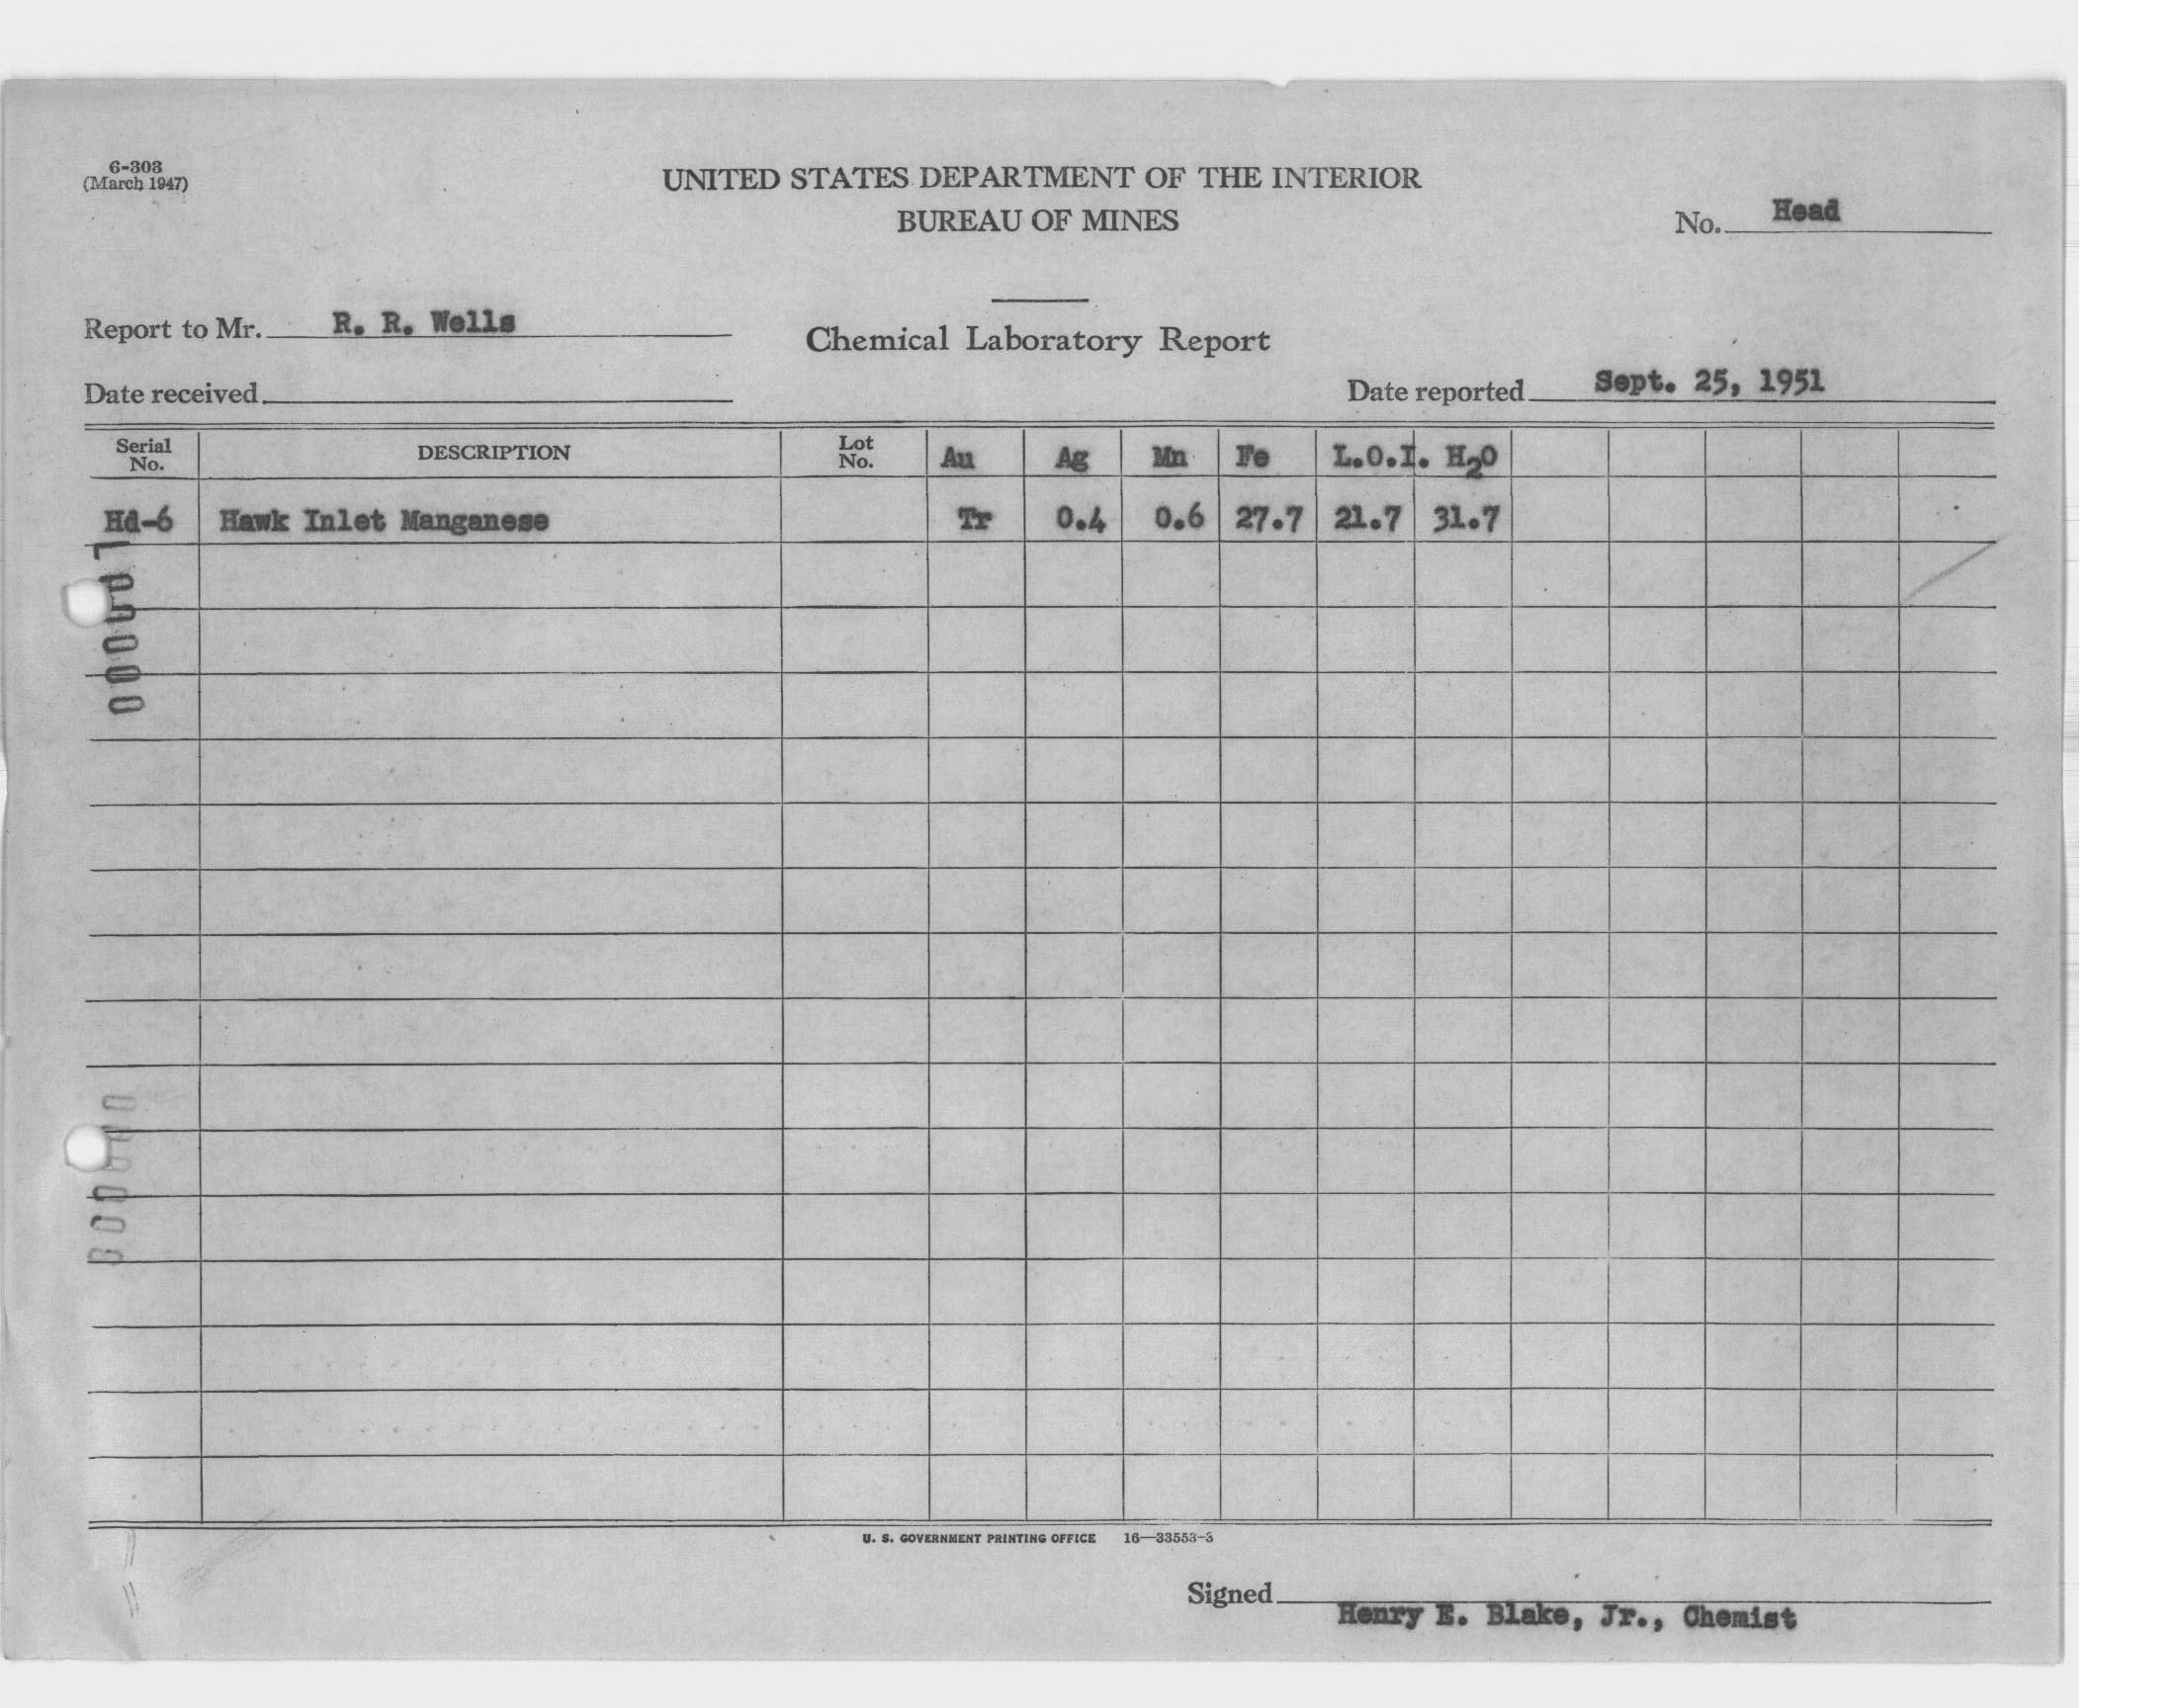 6-303
(March 1947)
UNITED STATES DEPARTMENT OF THE INTERIOR
BUREAU OF MINES
No. Head
Report to Mr. R. R. Wells
Chemical Laboratory Report
Date received
Date reported Sept. 25, 1951
Serial No. DESCRIPTION Lot No. Au Ag Mn Fe L.O.I. H2O
Hd-6 Hawk Inlet Manganese Tr 0.4 0.6 27.7 21.7 31.7
U. S. GOVERNMENT PRINTING OFFICE 16—33553-3
Signed
Henry E. Blake, Jr., Chemist